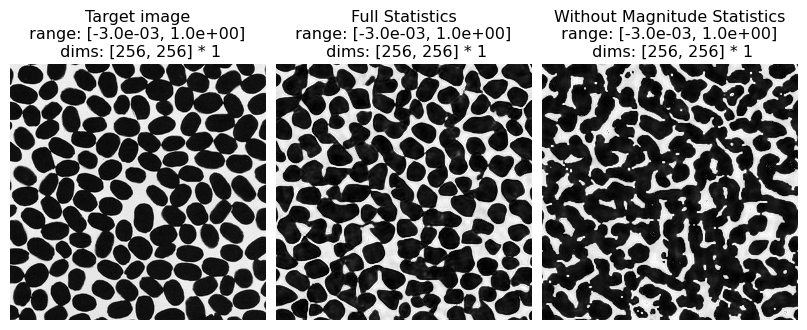 Target image
range: [-3.0e-03, 1.0e+00]
dims: [256, 256] * 1
Full Statistics
range: [-3.0e-03, 1.0e+00]
dims: [256, 256] * 1
Without Magnitude Statistics
range: [-3.0e-03, 1.0e+00]
dims: [256, 256] * 1